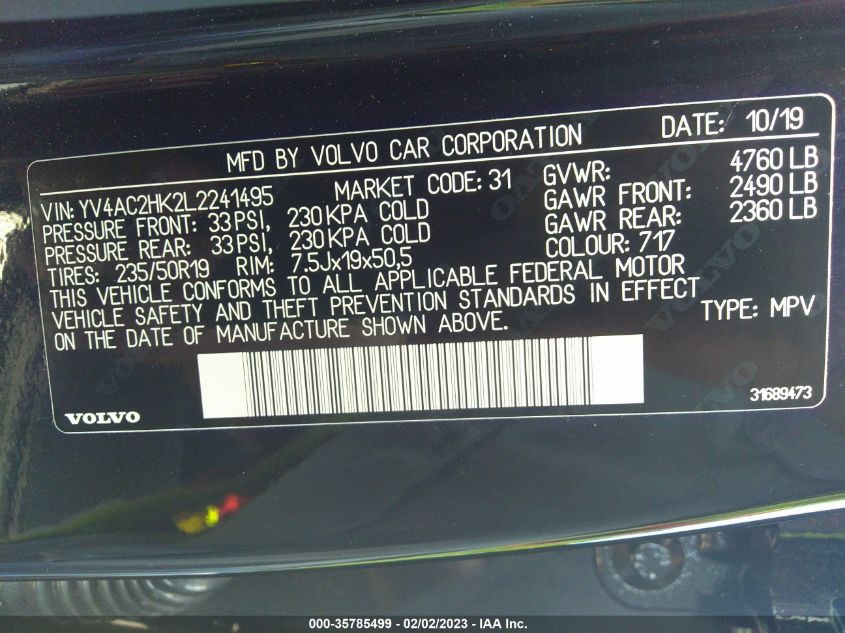 MFD BY VOLVO CAR CORPORATION DATE: 10/19
VIN: YV4AC2HK2L2241495 MARKET CODE: 31 GVWR: 4760 LB
PRESSURE FRONT: 33 PSI, 230 KPA COLD GAWR FRONT: 2490 LB
PRESSURE REAR: 33 PSI, 230 KPA COLD GAWR REAR: 2360 LB
TIRES: 235/50R19 RIM: 7.5Jx19x50,5 COLOUR: 717
THIS VEHICLE CONFORMS TO ALL APPLICABLE FEDERAL MOTOR
VEHICLE SAFETY AND THEFT PREVENTION STANDARDS IN EFFECT
ON THE DATE OF MANUFACTURE SHOWN ABOVE. TYPE: MPV
VOLVO 31689473
000-35785499 — 02/02/2023 — IAA Inc.